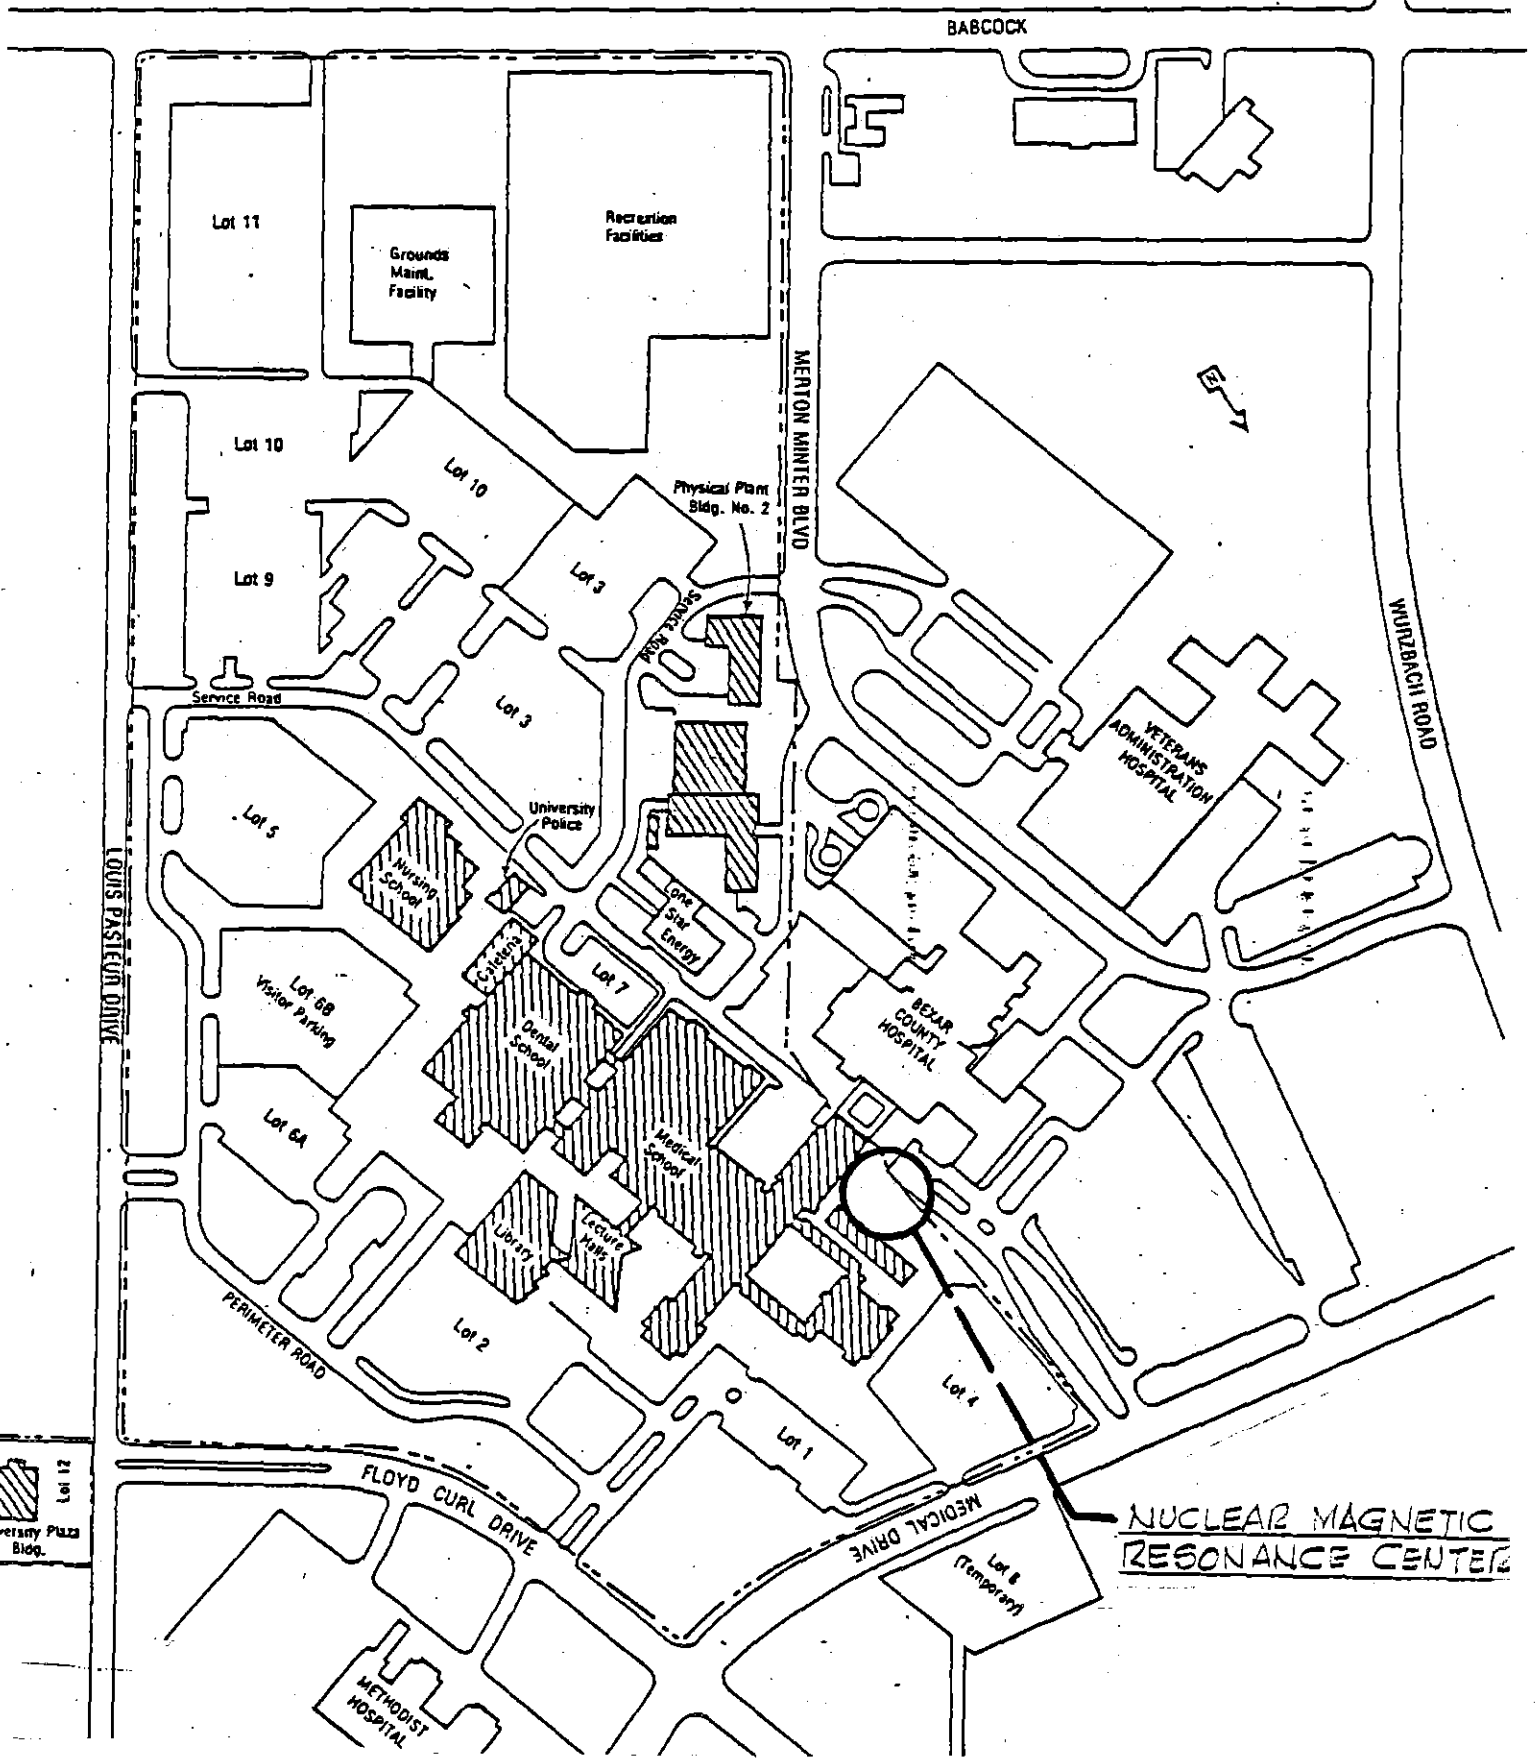 BABCOCK
Lot 11
Grounds
Maint.
Facility
Recreation
Facilities
MERTON MINTER BLVD
N
Lot 10
Lot 10
Physical Plant
Bldg. No. 2
Lot 9
Lot 3
Service Road
WURZBACH ROAD
Service Road
Lot 3
VETERANS
ADMINISTRATION
HOSPITAL
University
Police
Lot 5
Nursing
School
LOUIS PASTEUR DRIVE
Lone
Star
Energy
Cafeteria
Lot 7
Lot 6B
Visitor Parking
Dental
School
BEXAR
COUNTY
HOSPITAL
Lot 6A
Medical
School
Library
Lecture
Halls
PERIMETER ROAD
Lot 2
Lot 4
Lot 1
Lot 12
versity Plaza
Bldg.
FLOYD CURL DRIVE
MEDICAL DRIVE
NUCLEAR MAGNETIC
RESONANCE CENTER
Lot 8
(Temporary)
METHODIST
HOSPITAL